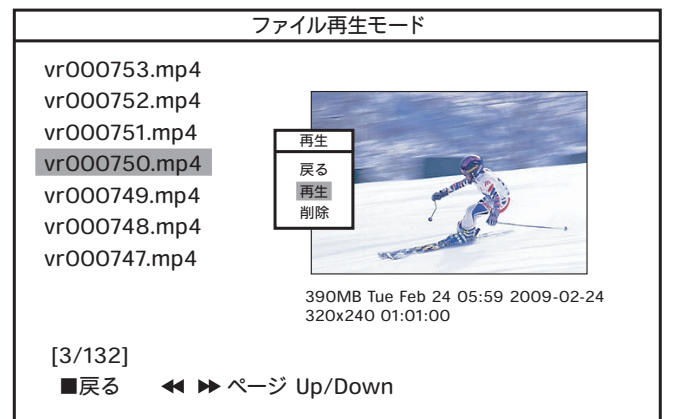 ファイル再生モード
vr000753.mp4
vr000752.mp4
vr000751.mp4
vr000750.mp4
vr000749.mp4
vr000748.mp4
vr000747.mp4
再生
戻る
再生
削除
390MB Tue Feb 24 05:59 2009-02-24
320x240 01:01:00
[3/132]
■戻る ◀◀ ▶▶ ページ Up/Down